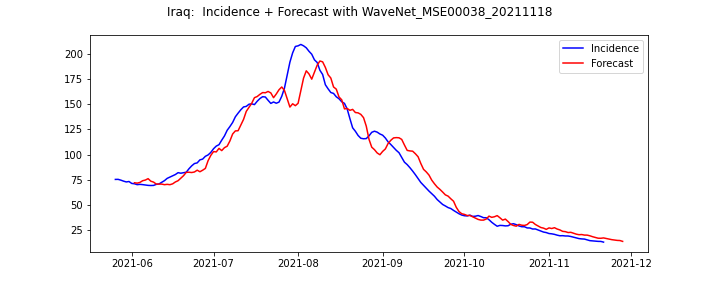 Iraq:  Incidence + Forecast with WaveNet_MSE00038_20211118
Incidence
Forecast
200
175
150
125
100
75
50
25
2021-06 2021-07 2021-08 2021-09 2021-10 2021-11 2021-12